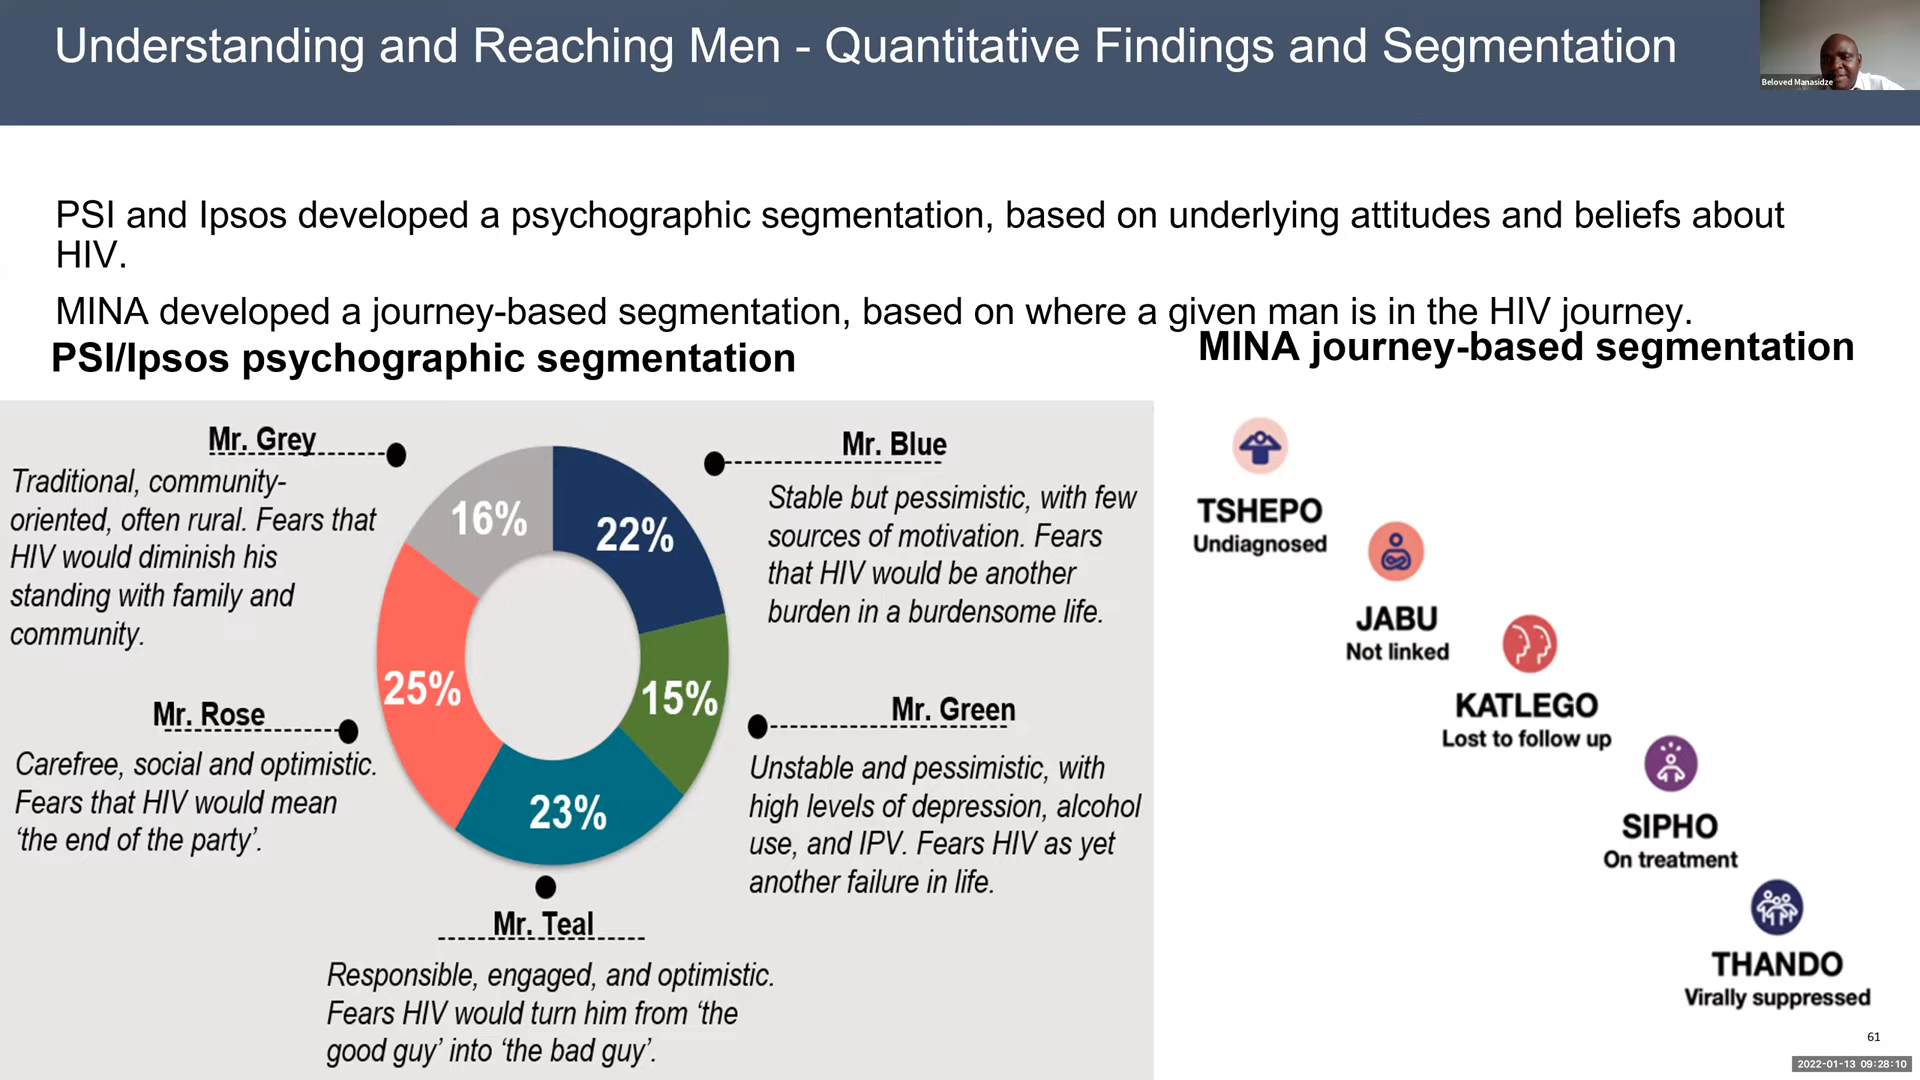 Understanding and Reaching Men - Quantitative Findings and Segmentation
Beloved Manasidze
PSI and Ipsos developed a psychographic segmentation, based on underlying attitudes and beliefs about
HIV.
MINA developed a journey-based segmentation, based on where a given man is in the HIV journey.
PSI/Ipsos psychographic segmentation
MINA journey-based segmentation
Mr. Grey
Traditional, community-
oriented, often rural. Fears that
HIV would diminish his
standing with family and
community.
Mr. Rose
Carefree, social and optimistic.
Fears that HIV would mean
‘the end of the party’.
16%
22%
25%
15%
23%
Mr. Blue
Stable but pessimistic, with few
sources of motivation. Fears
that HIV would be another
burden in a burdensome life.
Mr. Green
Unstable and pessimistic, with
high levels of depression, alcohol
use, and IPV. Fears HIV as yet
another failure in life.
Mr. Teal
Responsible, engaged, and optimistic.
Fears HIV would turn him from ‘the
good guy’ into ‘the bad guy’.
TSHEPO
Undiagnosed
JABU
Not linked
KATLEGO
Lost to follow up
SIPHO
On treatment
THANDO
Virally suppressed
61
2022-01-13 09:28:10